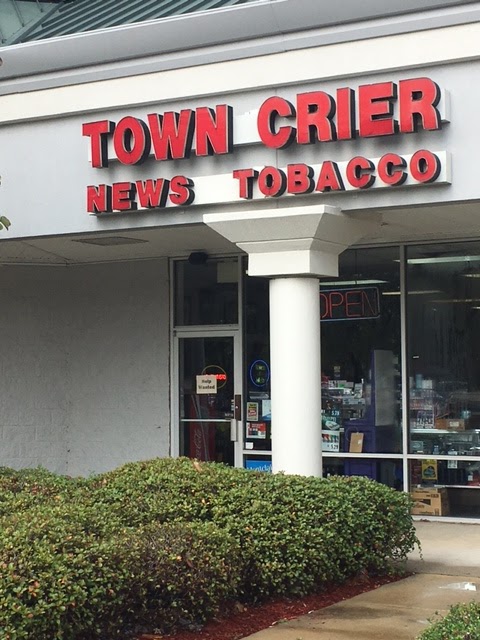 TOWN CRIER
NEWS TOBACCO
OPEN
Help
Wanted